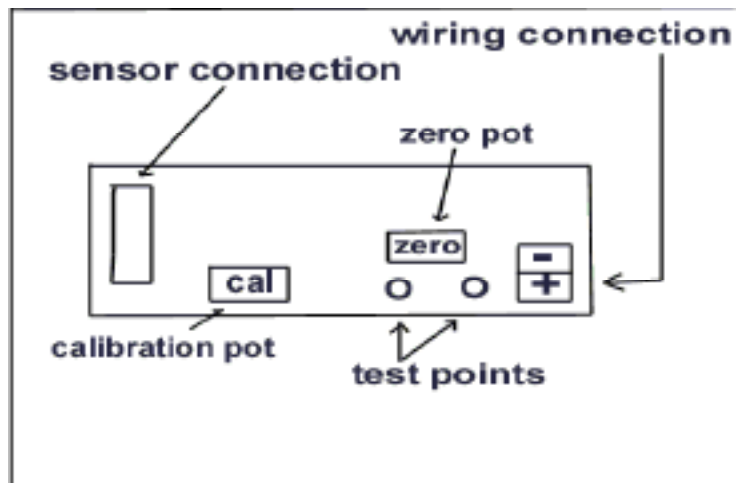 wiring connection
sensor connection
zero pot
zero
-
cal
+
calibration pot
test points